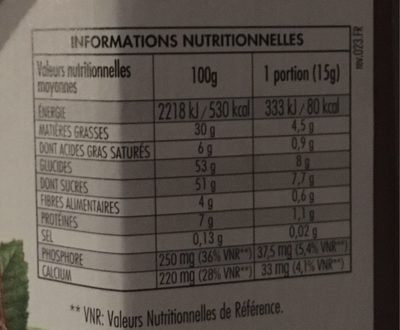 INFORMATIONS NUTRITIONNELLES
Valeurs nutritionnelles moyennes 100g 1 portion (15g)
ÉNERGIE 2218 kJ / 530 kcal 333 kJ / 80 kcal
MATIÈRES GRASSES 30 g 4,5 g
DONT ACIDES GRAS SATURÉS 6 g 0,9 g
GLUCIDES 53 g 8 g
DONT SUCRES 51 g 7,7 g
FIBRES ALIMENTAIRES 4 g 0,6 g
PROTÉINES 7 g 1,1 g
SEL 0,13 g 0,02 g
PHOSPHORE 250 mg (36% VNR**) 37,5 mg (5,4% VNR**)
CALCIUM 220 mg (28% VNR**) 33 mg (4,1% VNR**)
** VNR: Valeurs Nutritionnelles de Référence.
rev.023 FR